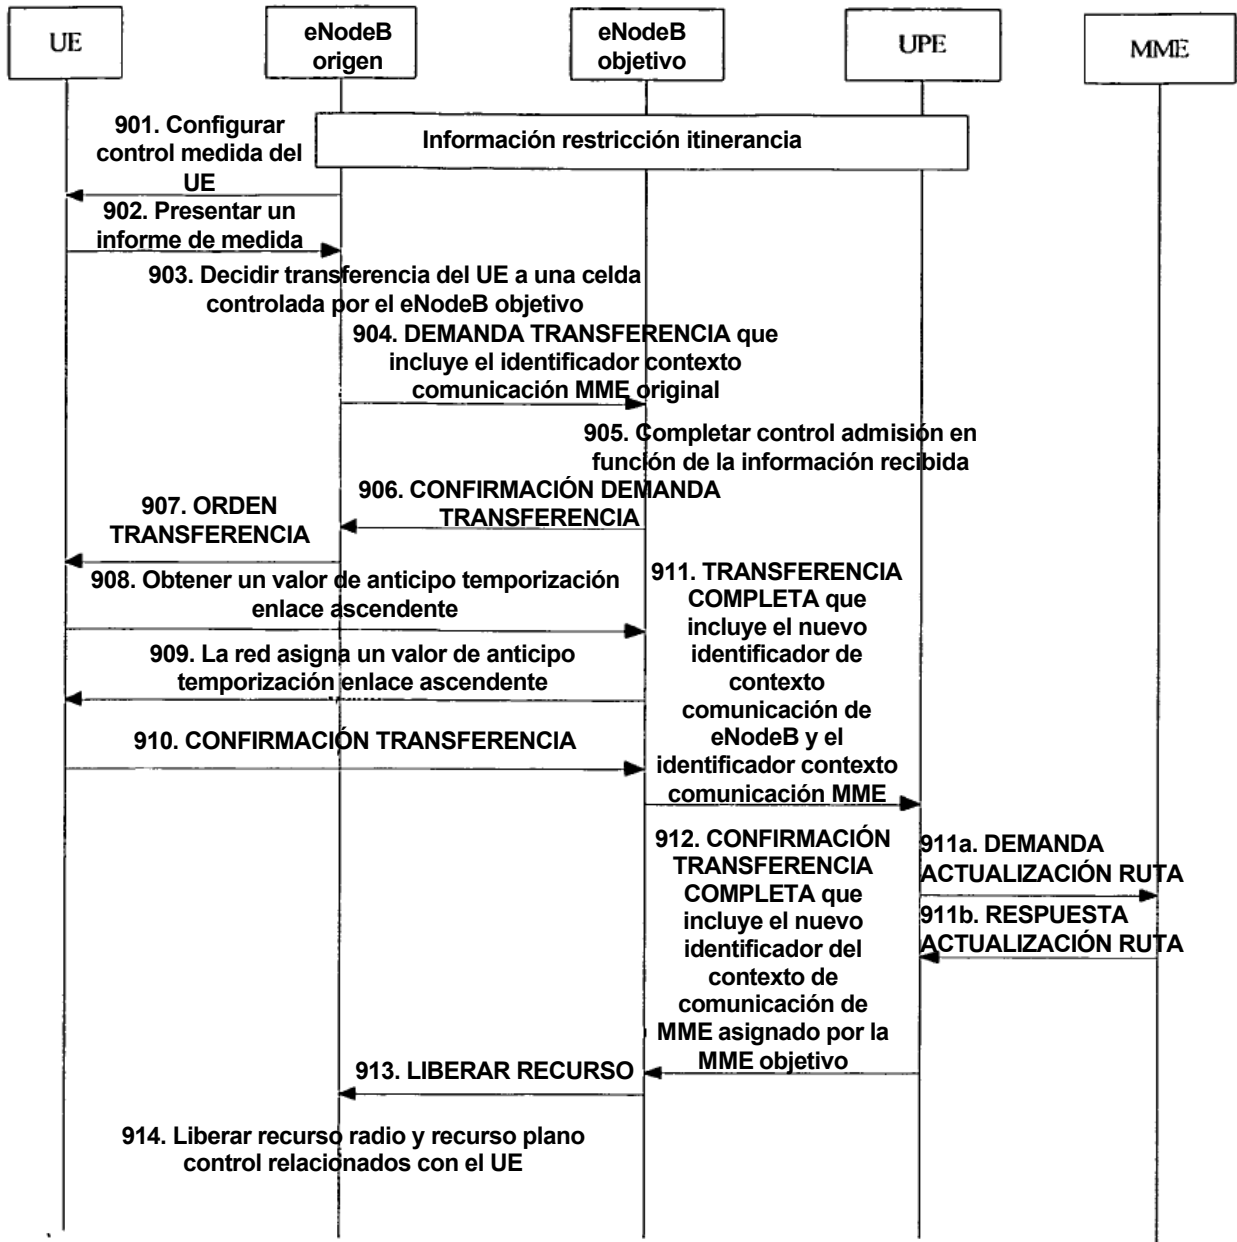 UE
eNodeB
origen
eNodeB
objetivo
UPE
MME
Información restricción itinerancia
901. Configurar
control medida del
UE
902. Presentar un
informe de medida
903. Decidir transferencia del UE a una celda
controlada por el eNodeB objetivo
904. DEMANDA TRANSFERENCIA que
incluye el identificador contexto
comunicación MME original
905. Completar control admisión en
función de la información recibida
906. CONFIRMACIÓN DEMANDA
TRANSFERENCIA
907. ORDEN
TRANSFERENCIA
908. Obtener un valor de anticipo temporización
enlace ascendente
909. La red asigna un valor de anticipo
temporización enlace ascendente
910. CONFIRMACIÓN TRANSFERENCIA
911. TRANSFERENCIA
COMPLETA que
incluye el nuevo
identificador de
contexto
comunicación de
eNodeB y el
identificador contexto
comunicación MME
911a. DEMANDA
ACTUALIZACIÓN RUTA
911b. RESPUESTA
ACTUALIZACIÓN RUTA
912. CONFIRMACIÓN
TRANSFERENCIA
COMPLETA que
incluye el nuevo
identificador del
contexto de
comunicación de
MME asignado por la
MME objetivo
913. LIBERAR RECURSO
914. Liberar recurso radio y recurso plano
control relacionados con el UE